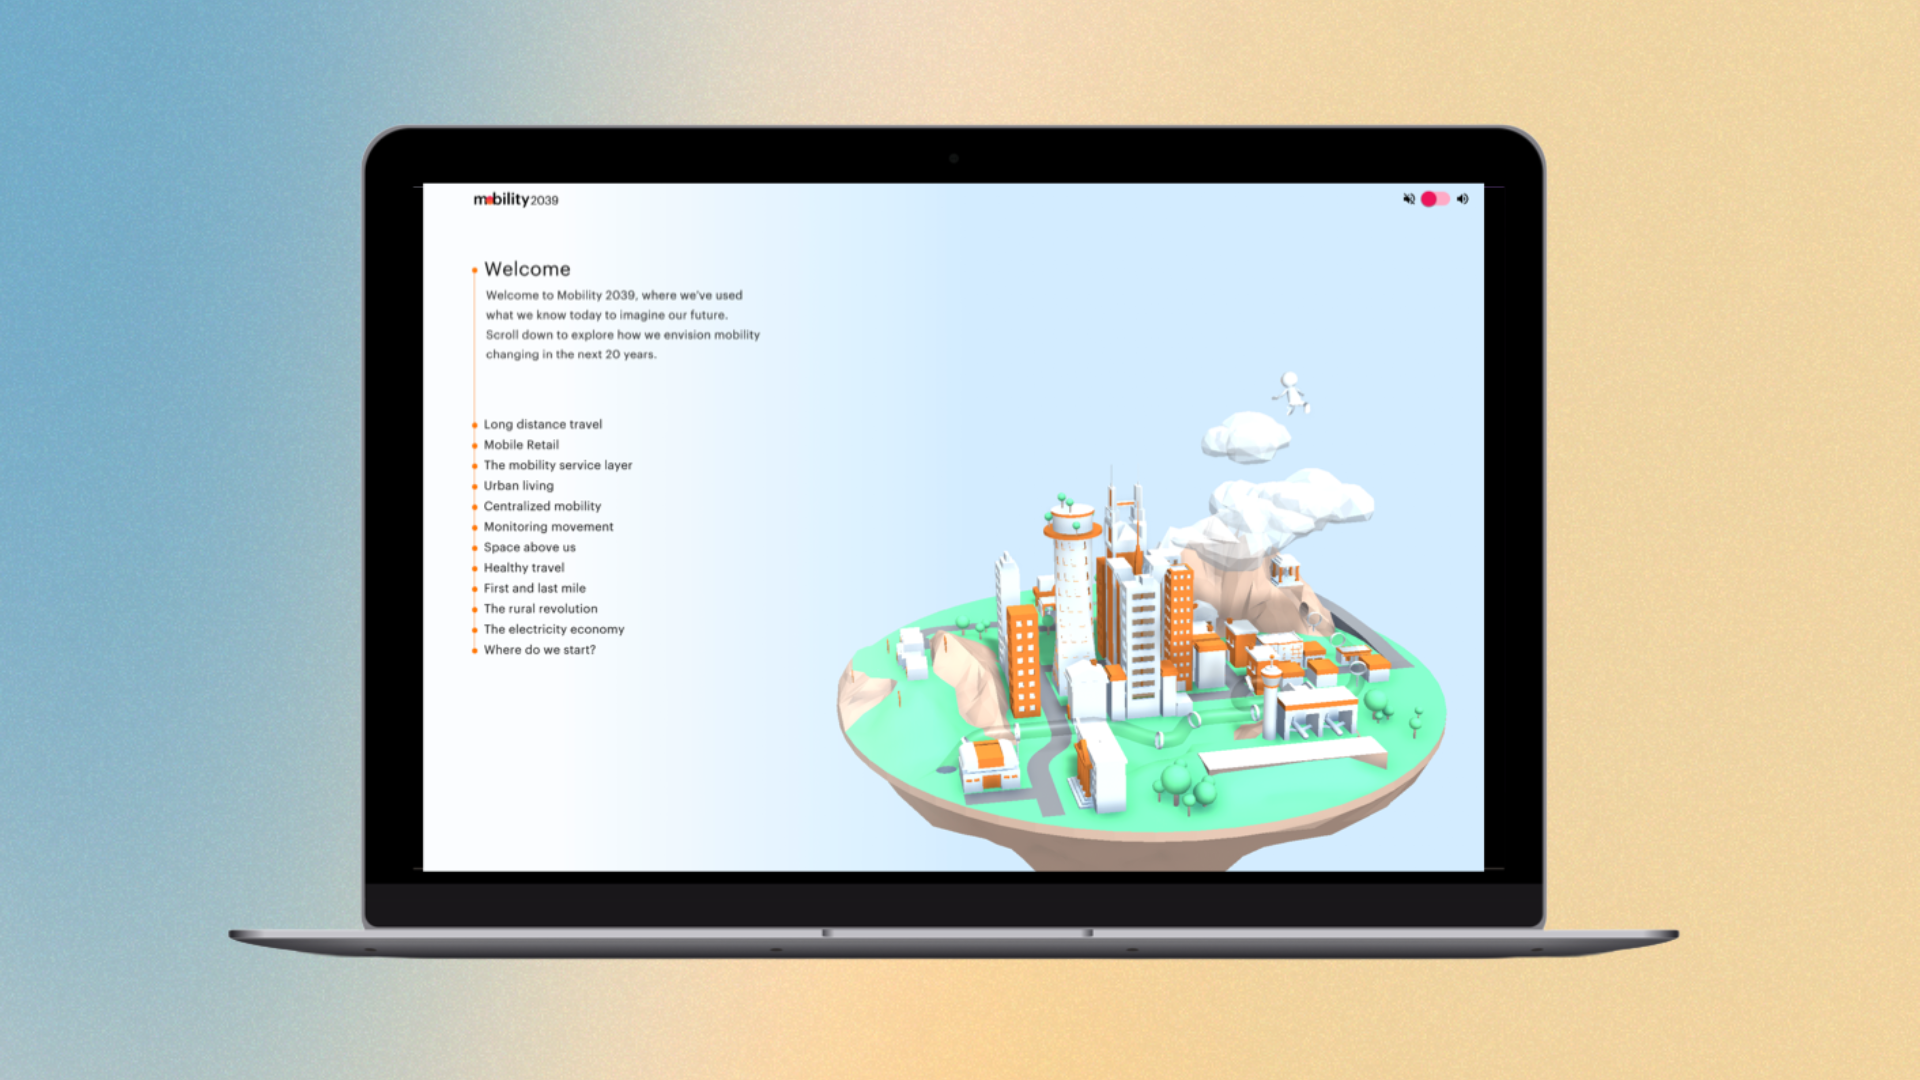 mobility2039
Welcome
Welcome to Mobility 2039, where we've used
what we know today to imagine our future.
Scroll down to explore how we envision mobility
changing in the next 20 years.
Long distance travel
Mobile Retail
The mobility service layer
Urban living
Centralized mobility
Monitoring movement
Space above us
Healthy travel
First and last mile
The rural revolution
The electricity economy
Where do we start?